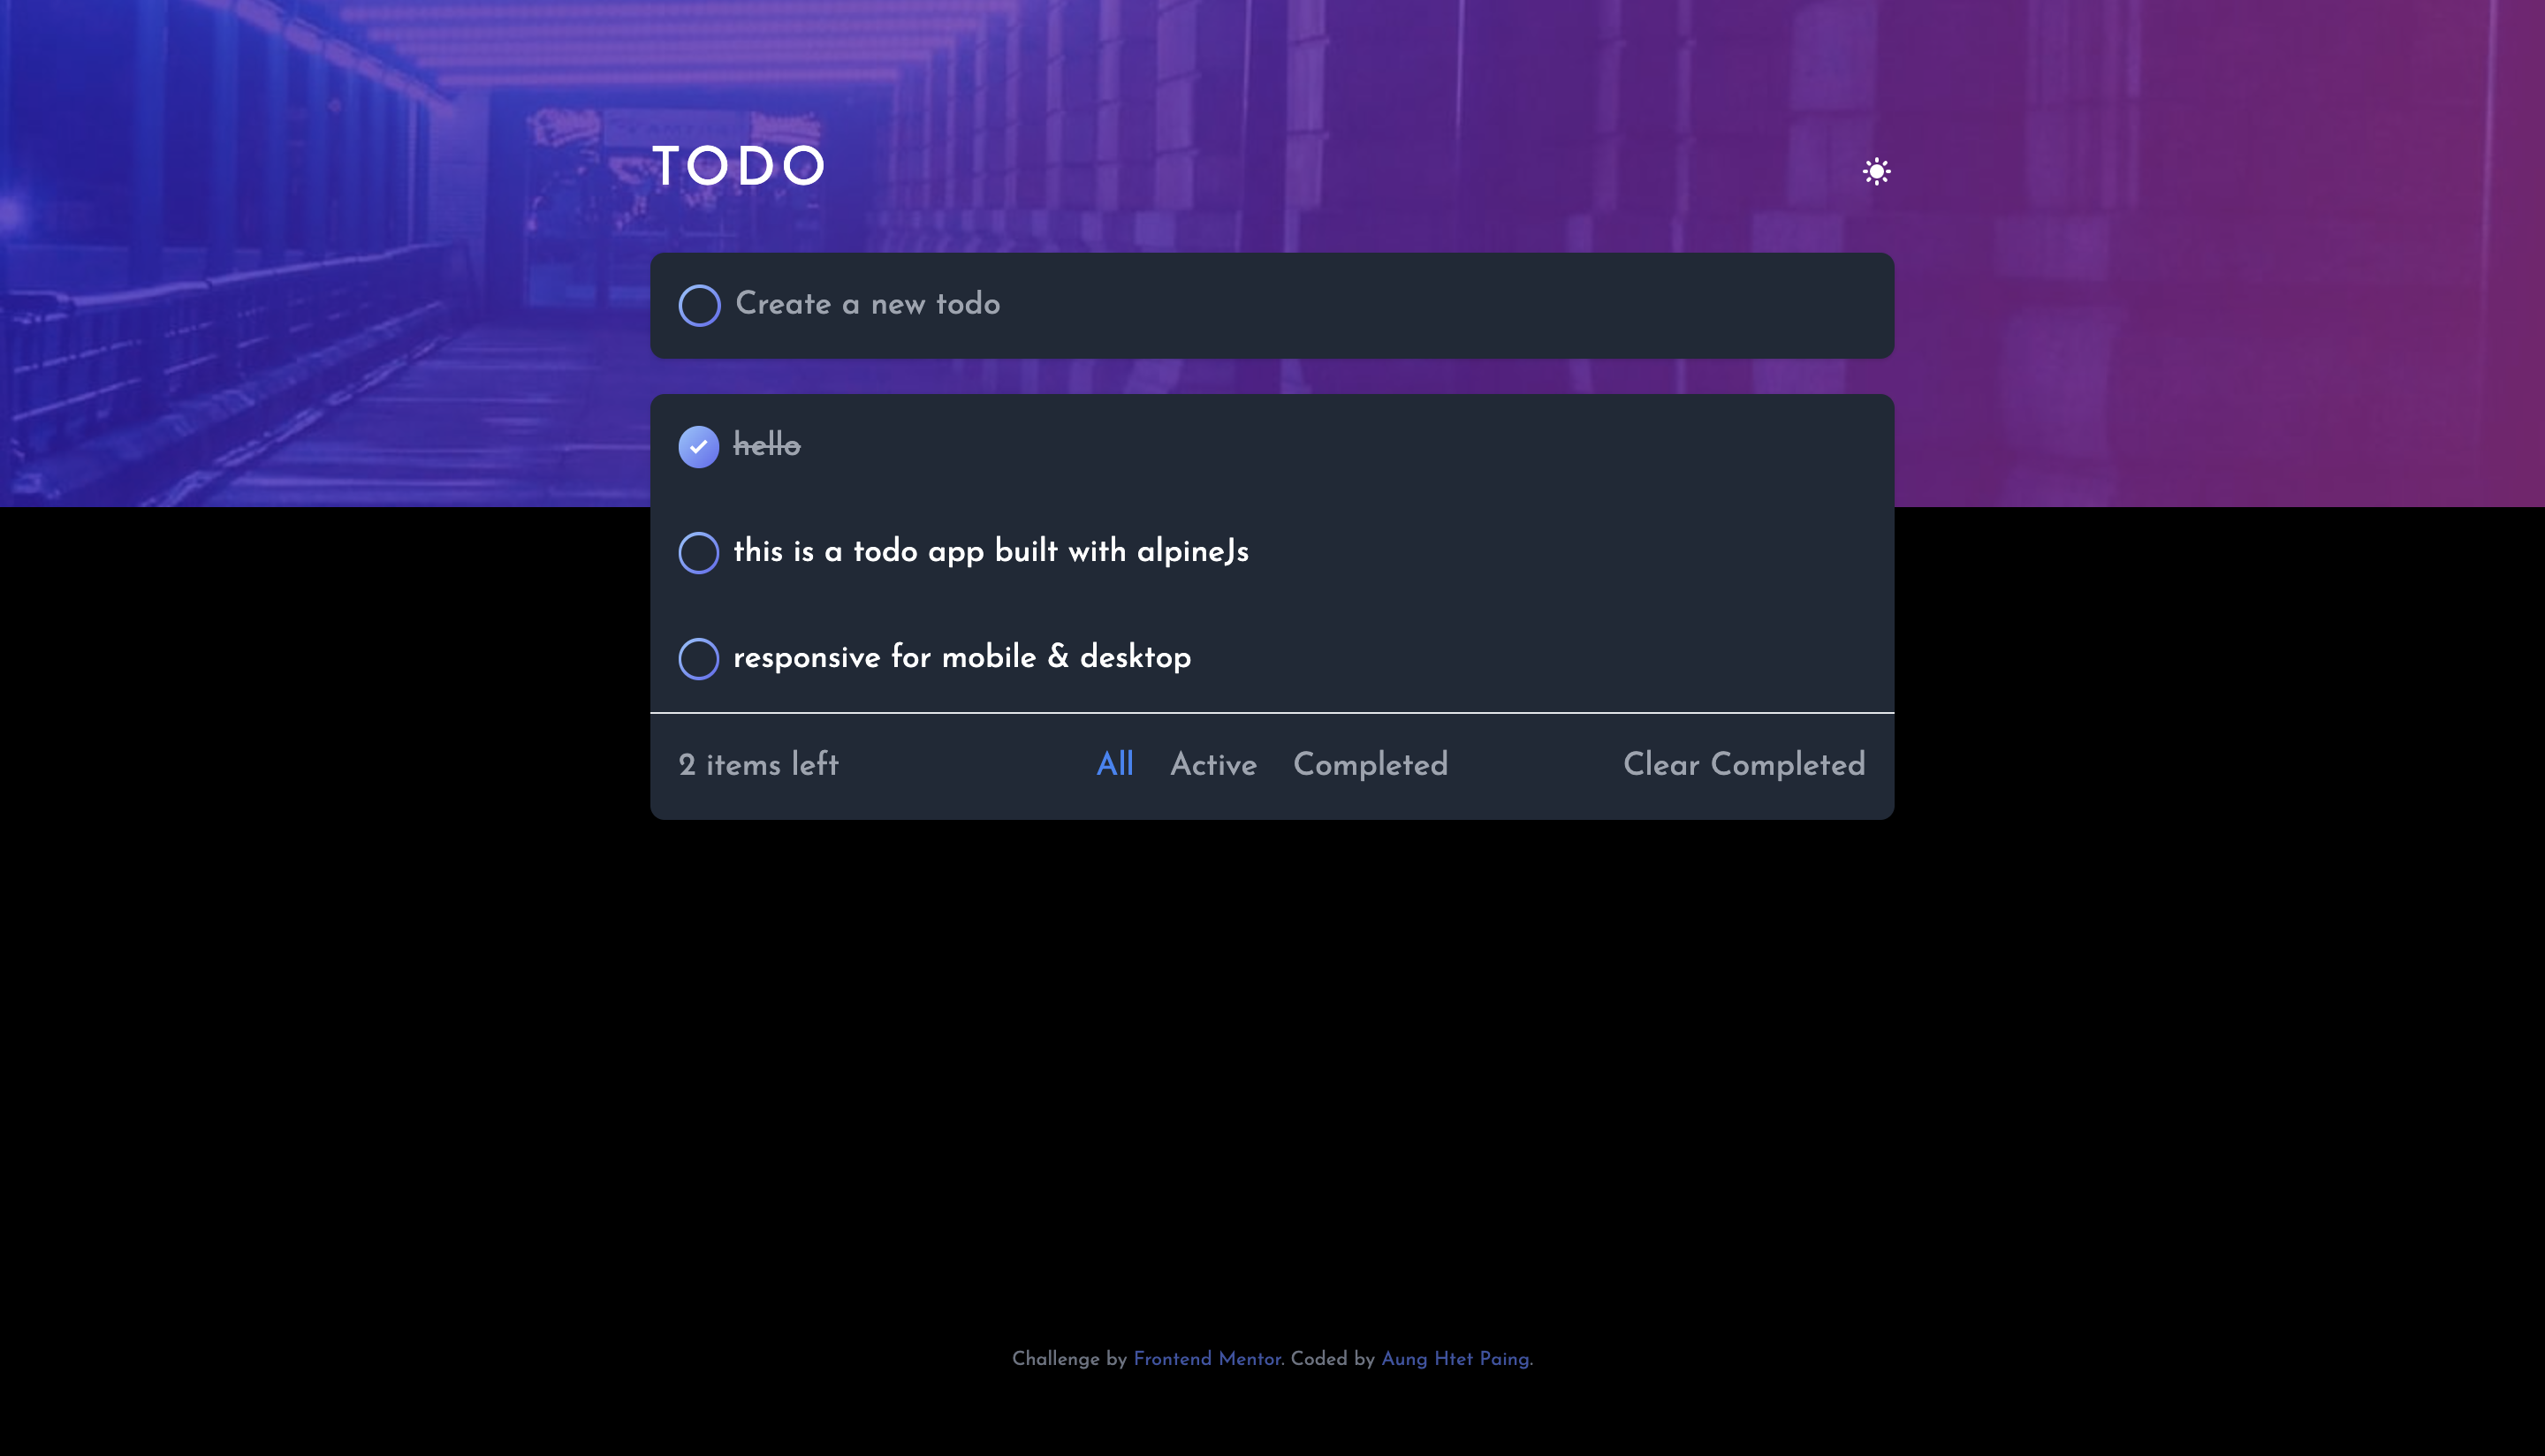 TODO
Create a new todo
hello
this is a todo app built with alpineJs
responsive for mobile & desktop
2 items left All Active Completed Clear Completed
Challenge by Frontend Mentor. Coded by Aung Htet Paing.